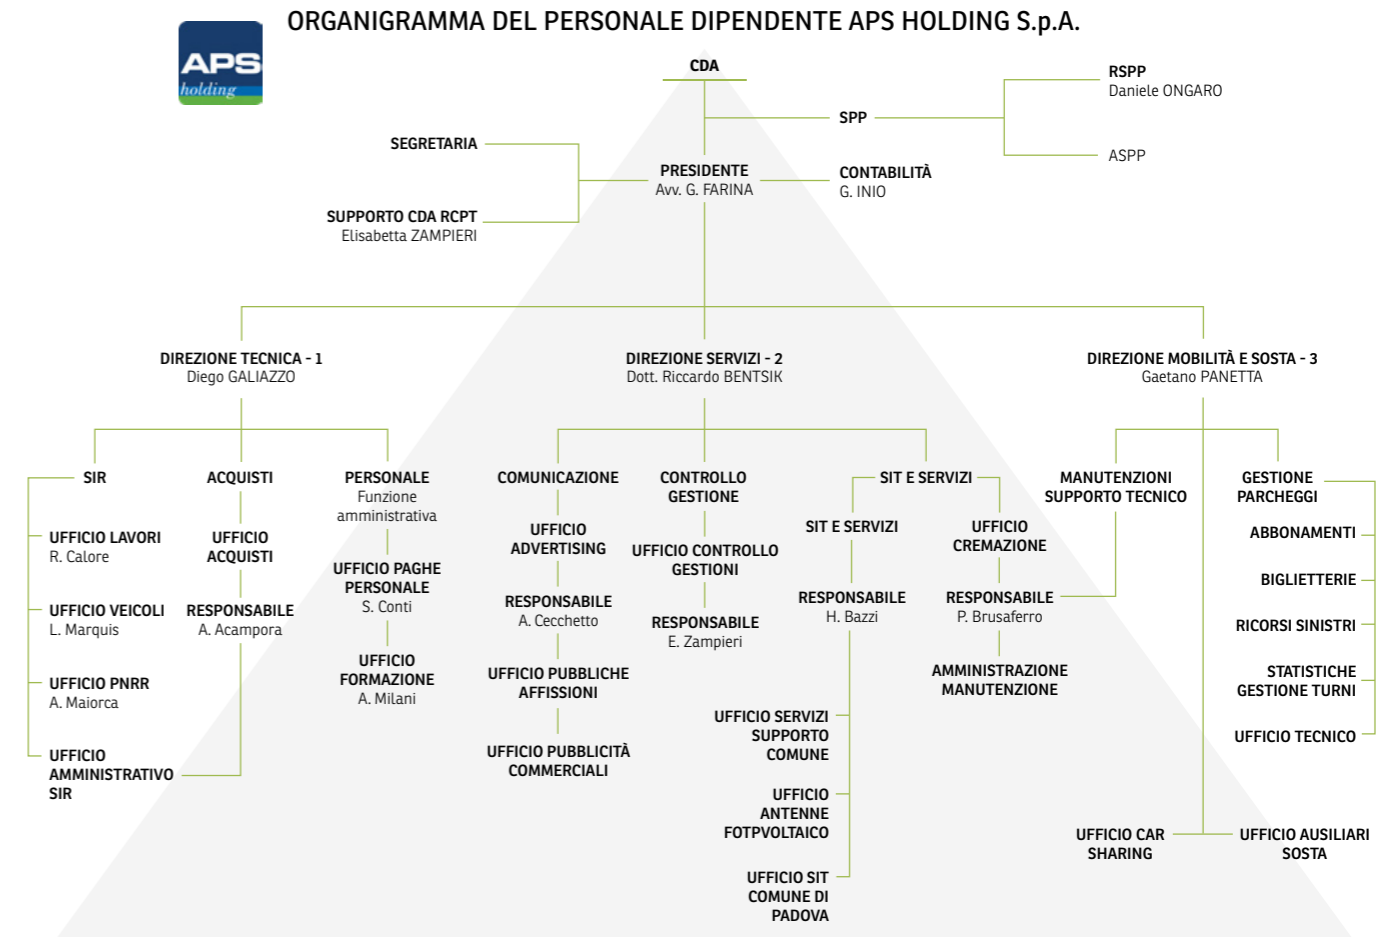 ORGANIGRAMMA DEL PERSONALE DIPENDENTE APS HOLDING S.p.A.
APS
holding
CDA
RSPP
Daniele ONGARO
SPP
ASPP
SEGRETARIA
PRESIDENTE
Avv. G. FARINA
CONTABILITÀ
G. INIO
SUPPORTO CDA RCPT
Elisabetta ZAMPIERI
DIREZIONE TECNICA - 1
Diego GALIAZZO
DIREZIONE SERVIZI - 2
Dott. Riccardo BENTSIK
DIREZIONE MOBILITÀ E SOSTA - 3
Gaetano PANETTA
SIR
UFFICIO LAVORI
R. Calore
UFFICIO VEICOLI
L. Marquis
UFFICIO PNRR
A. Maiorca
UFFICIO
AMMINISTRATIVO
SIR
ACQUISTI
UFFICIO
ACQUISTI
RESPONSABILE
A. Acampora
PERSONALE
Funzione
amministrativa
UFFICIO PAGHE
PERSONALE
S. Conti
UFFICIO
FORMAZIONE
A. Milani
COMUNICAZIONE
UFFICIO
ADVERTISING
RESPONSABILE
A. Cecchetto
UFFICIO PUBBLICHE
AFFISSIONI
UFFICIO PUBBLICITÀ
COMMERCIALI
CONTROLLO
GESTIONE
UFFICIO CONTROLLO
GESTIONI
RESPONSABILE
E. Zampieri
SIT E SERVIZI
SIT E SERVIZI
RESPONSABILE
H. Bazzi
UFFICIO SERVIZI
SUPPORTO
COMUNE
UFFICIO
ANTENNE
FOTPVOLTAICO
UFFICIO SIT
COMUNE DI
PADOVA
UFFICIO
CREMAZIONE
RESPONSABILE
P. Brusaferro
AMMINISTRAZIONE
MANUTENZIONE
MANUTENZIONI
SUPPORTO TECNICO
GESTIONE
PARCHEGGI
ABBONAMENTI
BIGLIETTERIE
RICORSI SINISTRI
STATISTICHE
GESTIONE TURNI
UFFICIO TECNICO
UFFICIO CAR
SHARING
UFFICIO AUSILIARI
SOSTA